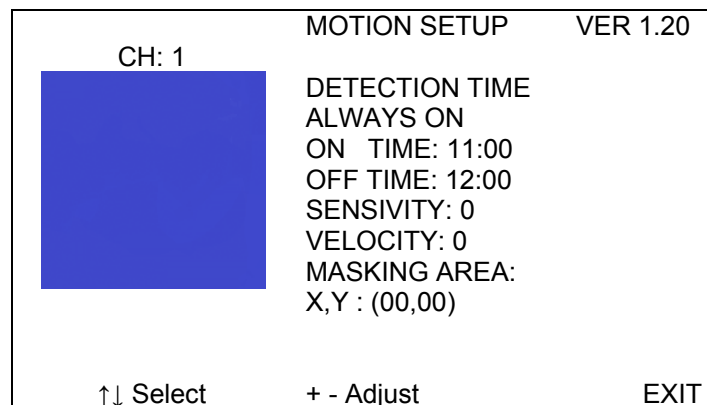 MOTION SETUP VER 1.20
CH: 1
DETECTION TIME
ALWAYS ON
ON TIME: 11:00
OFF TIME: 12:00
SENSIVITY: 0
VELOCITY: 0
MASKING AREA:
X,Y : (00,00)
↑↓ Select + - Adjust EXIT